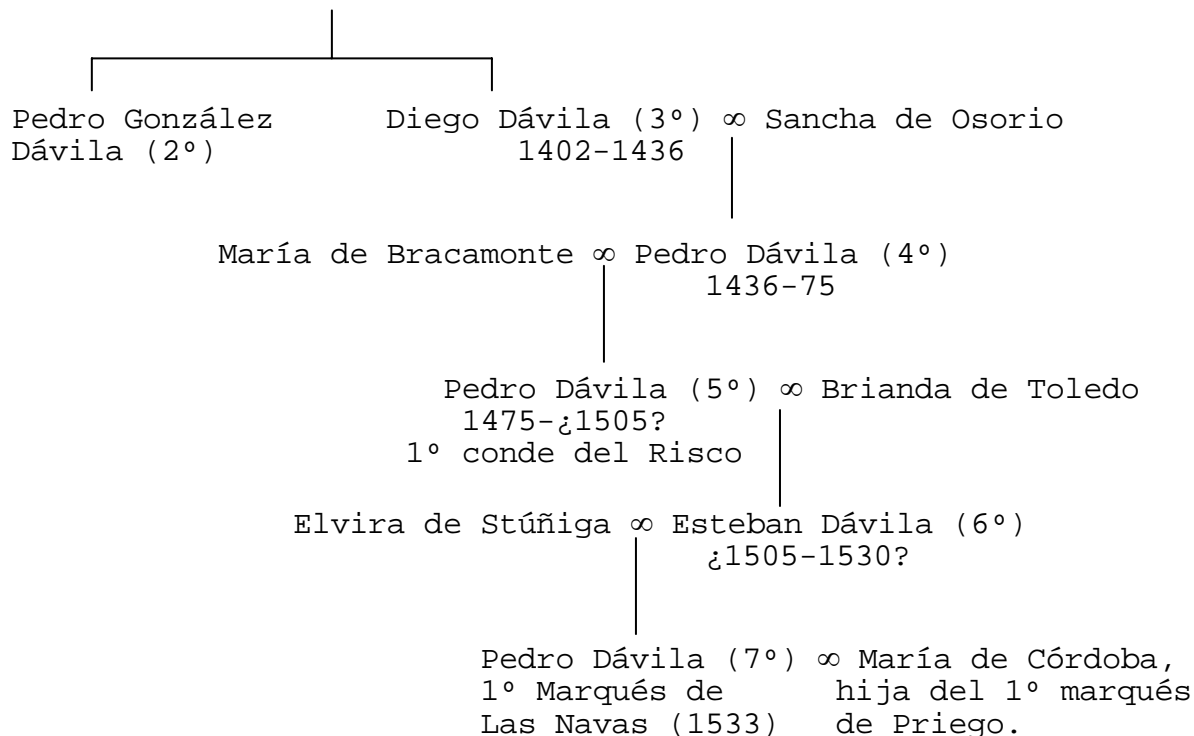 Pedro González Diego Dávila (3º) ∞ Sancha de Osorio
Dávila (2º) 1402-1436
María de Bracamonte ∞ Pedro Dávila (4º)
1436-75
Pedro Dávila (5º) ∞ Brianda de Toledo
1475-¿1505?
1º conde del Risco
Elvira de Stúñiga ∞ Esteban Dávila (6º)
¿1505-1530?
Pedro Dávila (7º) ∞ María de Córdoba,
1º Marqués de hija del 1º marqués
Las Navas (1533) de Priego.